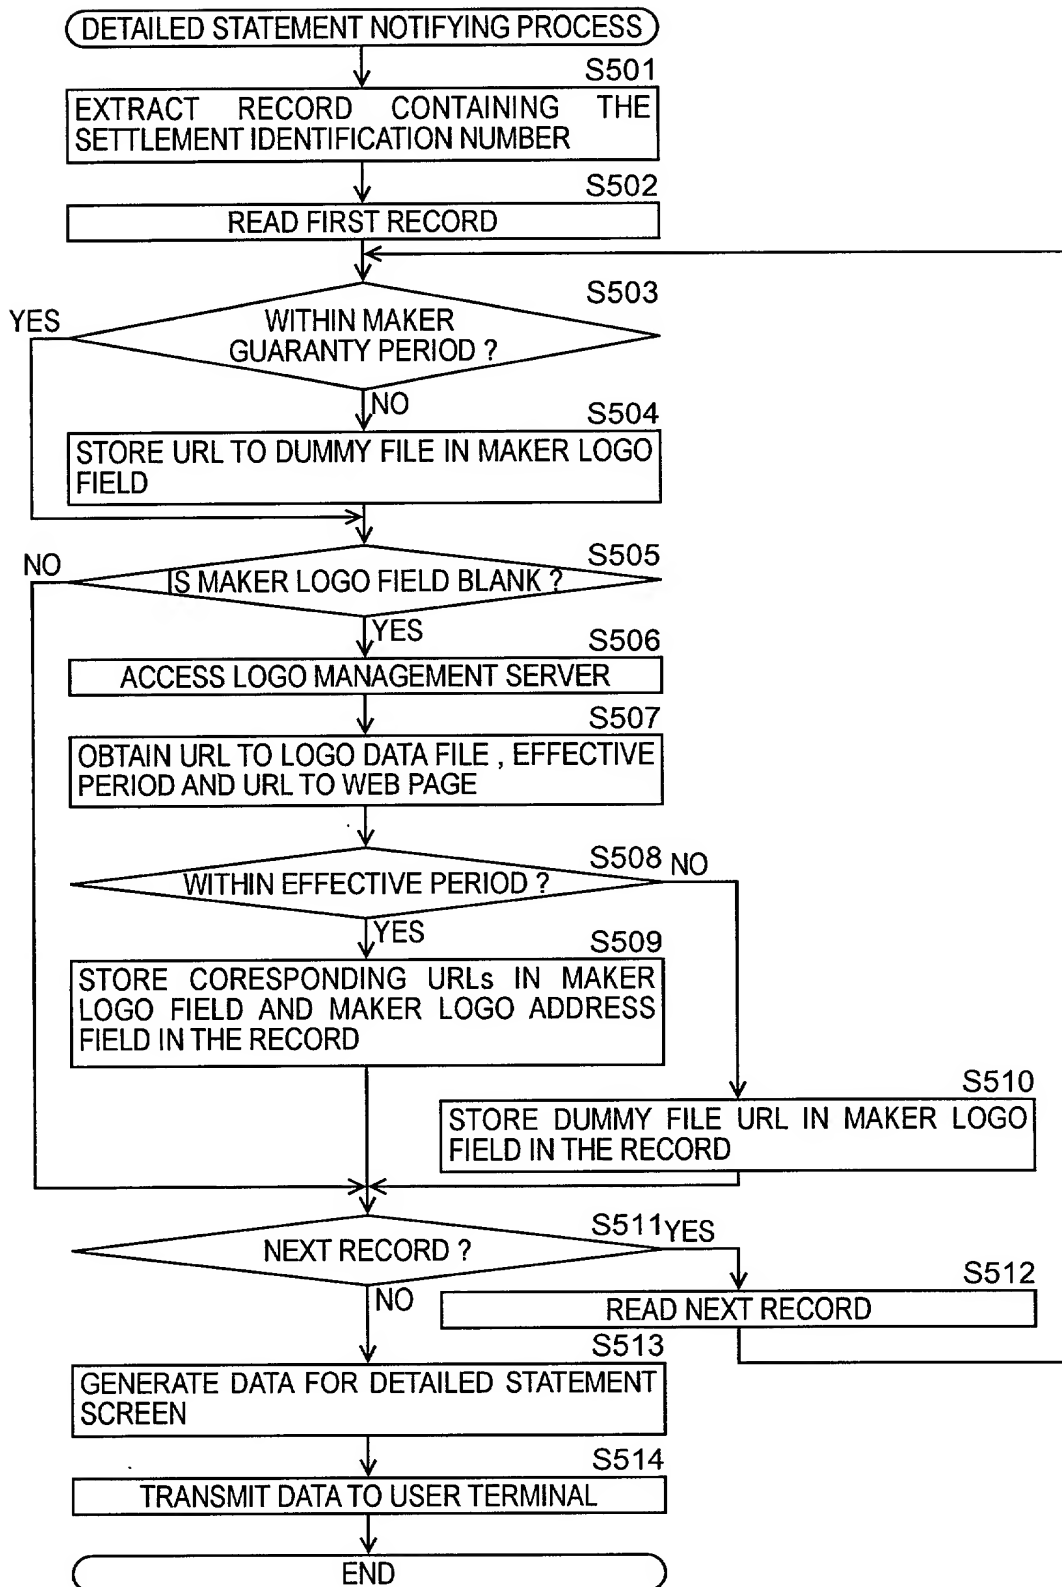 DETAILED STATEMENT NOTIFYING PROCESS
S501
EXTRACT RECORD CONTAINING THE
SETTLEMENT IDENTIFICATION NUMBER
S502
READ FIRST RECORD
S503
YES
WITHIN MAKER
GUARANTY PERIOD ?
NO
S504
STORE URL TO DUMMY FILE IN MAKER LOGO
FIELD
S505
NO
IS MAKER LOGO FIELD BLANK ?
YES
S506
ACCESS LOGO MANAGEMENT SERVER
S507
OBTAIN URL TO LOGO DATA FILE , EFFECTIVE
PERIOD AND URL TO WEB PAGE
S508
NO
WITHIN EFFECTIVE PERIOD ?
YES
S509
STORE CORESPONDING URLs IN MAKER
LOGO FIELD AND MAKER LOGO ADDRESS
FIELD IN THE RECORD
S510
STORE DUMMY FILE URL IN MAKER LOGO
FIELD IN THE RECORD
S511
YES
NEXT RECORD ?
NO
S512
READ NEXT RECORD
S513
GENERATE DATA FOR DETAILED STATEMENT
SCREEN
S514
TRANSMIT DATA TO USER TERMINAL
END